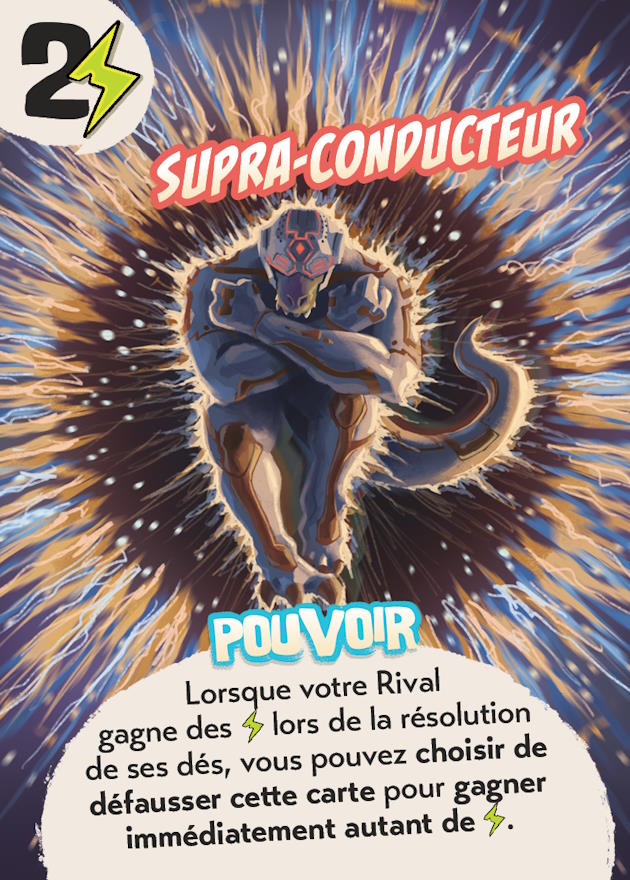 2⚡
SUPRA-CONDUCTEUR
POUVOIR
Lorsque votre Rival
gagne des ⚡ lors de la résolution
de ses dés, vous pouvez choisir de
défausser cette carte pour gagner
immédiatement autant de ⚡.